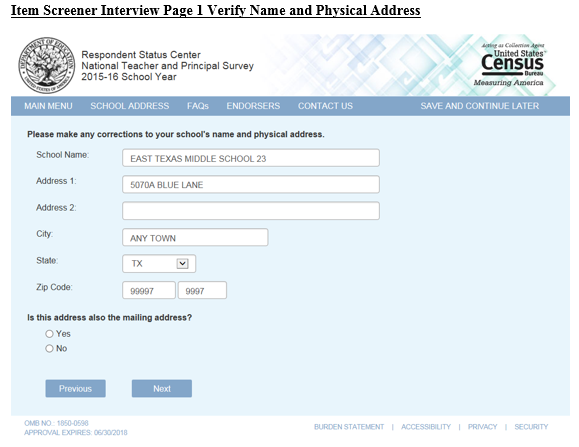 Item Screener Interview Page 1 Verify Name and Physical Address
Respondent Status Center
National Teacher and Principal Survey
2015-16 School Year
Acting as Collection Agent
United States
Census
Bureau
Measuring America
MAIN MENU SCHOOL ADDRESS FAQs ENDORSERS CONTACT US SAVE AND CONTINUE LATER
Please make any corrections to your school's name and physical address.
School Name: EAST TEXAS MIDDLE SCHOOL 23
Address 1: 5070A BLUE LANE
Address 2:
City: ANY TOWN
State: TX
Zip Code: 99997 9997
Is this address also the mailing address?
Yes
No
Previous Next
OMB NO: 1850-0598 
APPROVAL EXPIRES: 06/30/2018
BURDEN STATEMENT | ACCESSIBILITY | PRIVACY | SECURITY